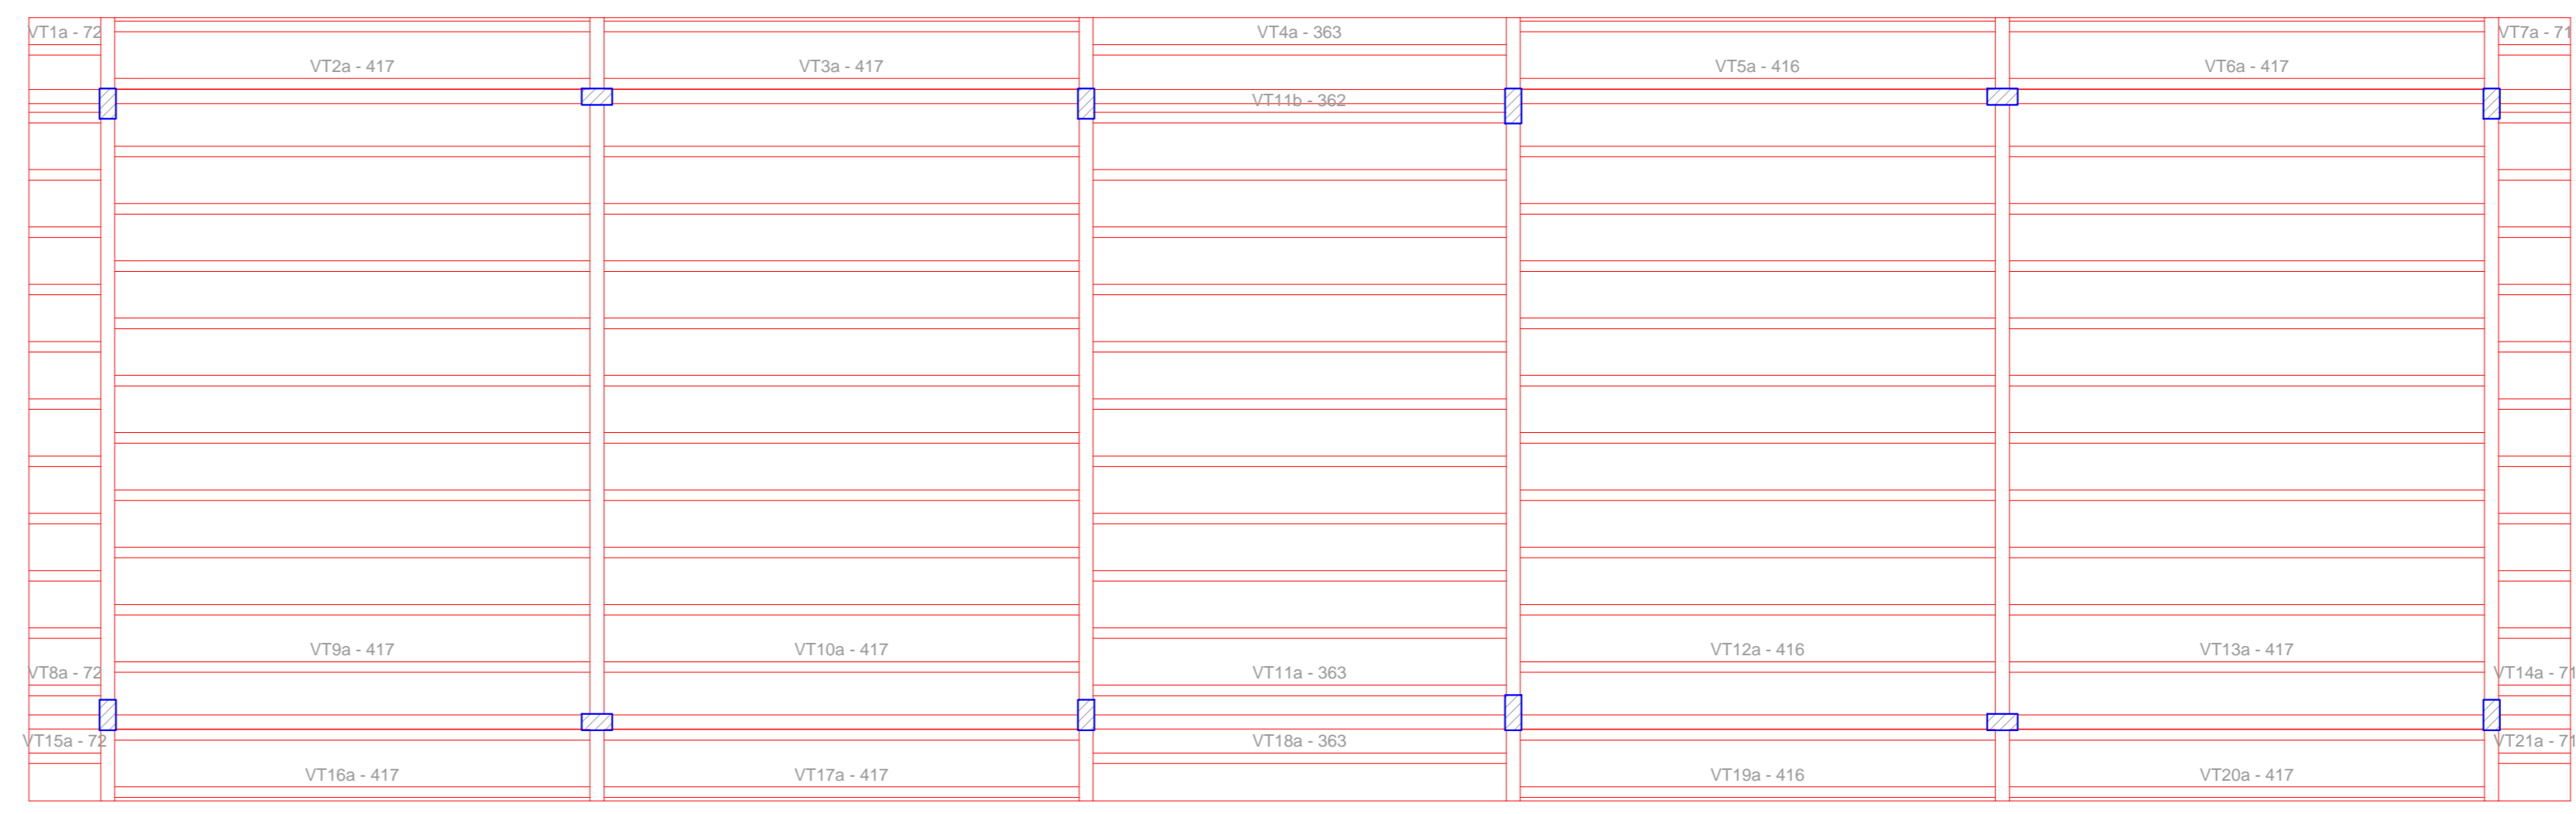 VT1a - 72
VT4a - 363
VT7a - 71
VT2a - 417
VT3a - 417
VT5a - 416
VT6a - 417
VT11b - 362
VT9a - 417
VT10a - 417
VT12a - 416
VT13a - 417
VT8a - 72
VT11a - 363
VT14a - 71
VT15a - 72
VT18a - 363
VT21a - 71
VT16a - 417
VT17a - 417
VT19a - 416
VT20a - 417